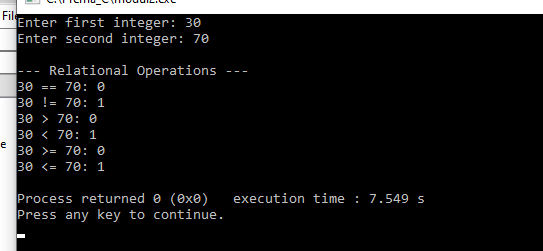 Enter first integer: 30
Enter second integer: 70
--- Relational Operations ---
30 == 70: 0
30 != 70: 1
30 > 70: 0
30 < 70: 1
30 >= 70: 0
30 <= 70: 1
Process returned 0 (0x0)   execution time : 7.549 s
Press any key to continue.